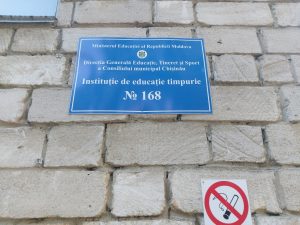 Ministerul Educației al Republicii Moldova
Direcția Generală Educație, Tineret și Sport
a Consiliului municipal Chișinău
Instituție de educație timpurie
№ 168